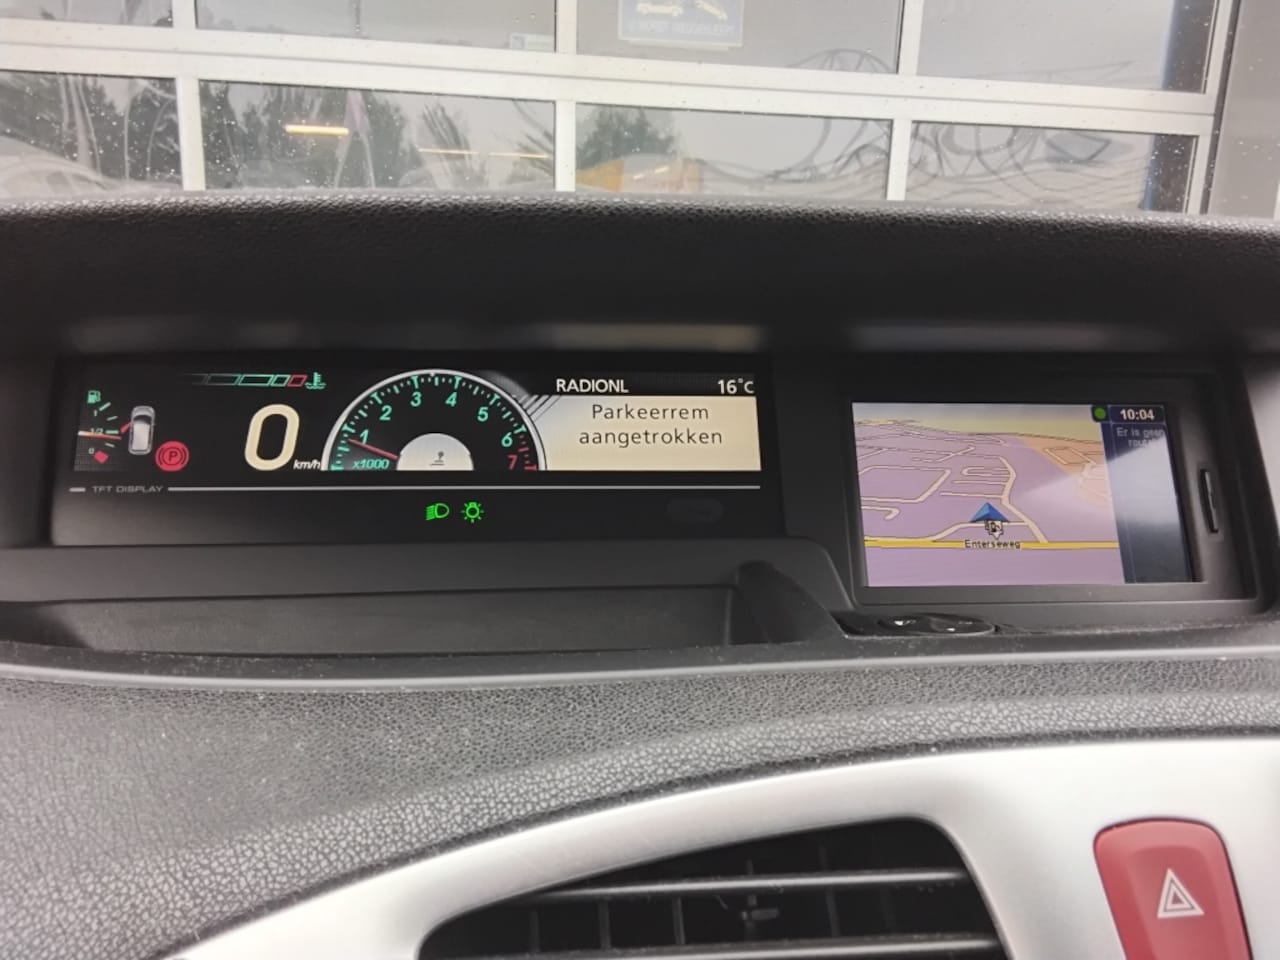 RADIONL 16°C
Parkeerrem
aangetrokken
1/2
0
P
0 km/h
1 2 3 4 5 6 7
x1000
TFT DISPLAY
10:04
Er is geen
Enterseweg